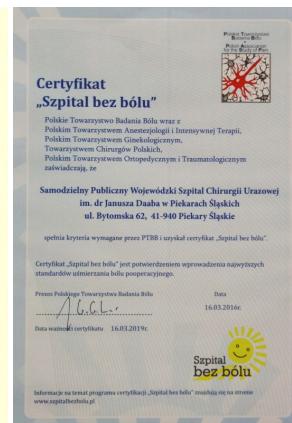 Polskie Towarzystwo
Badania Bólu
Polish Association
for the Study of Pain
Certyfikat
„Szpital bez bólu”
Polskie Towarzystwo Badania Bólu wraz z
Polskim Towarzystwem Anestezjologii i Intensywnej Terapii,
Polskim Towarzystwem Ginekologicznym,
Towarzystwem Chirurgów Polskich,
Polskim Towarzystwem Ortopedycznym i Traumatologicznym
zaświadczają, że
Samodzielny Publiczny Wojewódzki Szpital Chirurgii Urazowej
im. dr Janusza Daaba w Piekarach Śląskich
ul. Bytomska 62, 41-940 Piekary Śląskie
spełnia kryteria wymagane przez PTBB i uzyskał certyfikat „Szpital bez bólu”.
Certyfikat „Szpital bez bólu” jest potwierdzeniem wprowadzenia najwyższych
standardów uśmierzania bólu pooperacyjnego.
Prezes Polskiego Towarzystwa Badania Bólu
Data
16.03.2016r.
Data ważności certyfikatu 16.03.2019r.
Szpital
bez bólu
Informacje na temat programu certyfikacji „Szpital bez bólu” znajdują się na stronie
www.szpitalbezbolu.pl